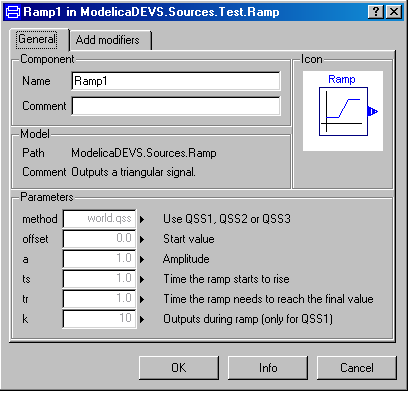 Ramp1 in ModelicaDEVS.Sources.Test.Ramp
General Add modifiers
Component
Name Ramp1
Comment
Icon
Ramp
Model
Path ModelicaDEVS.Sources.Ramp
Comment Outputs a triangular signal.
Parameters
method world.qss Use QSS1, QSS2 or QSS3
offset 0.0 Start value
a 1.0 Amplitude
ts 1.0 Time the ramp starts to rise
tr 1.0 Time the ramp needs to reach the final value
k 10 Outputs during ramp (only for QSS1)
OK Info Cancel